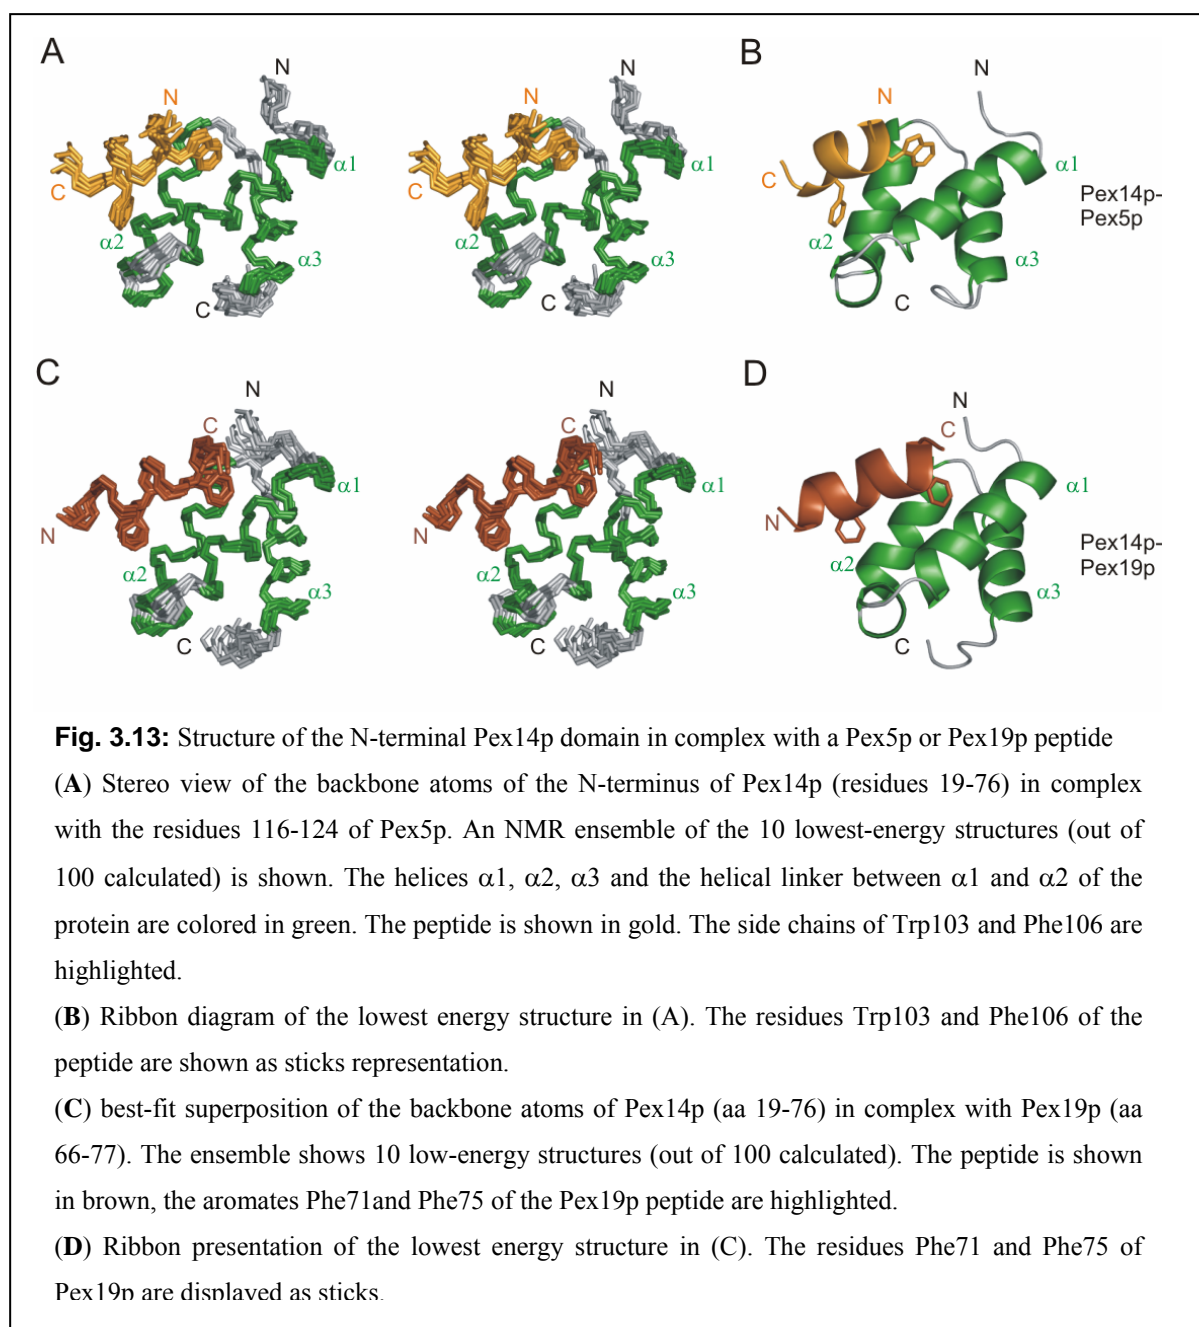 A
B
N
N
N
N
N
N
α1
α1
α1
C
C
C
Pex14p-
Pex5p
α2
α2
α2
α3
α3
α3
C
C
C
C
D
N
N
N
C
C
C
α1
α1
α1
N
N
N
Pex14p-
Pex19p
α2
α2
α2
α3
α3
α3
C
C
C
Fig. 3.13: Structure of the N-terminal Pex14p domain in complex with a Pex5p or Pex19p peptide
(A) Stereo view of the backbone atoms of the N-terminus of Pex14p (residues 19-76) in complex
with the residues 116-124 of Pex5p. An NMR ensemble of the 10 lowest-energy structures (out of
100 calculated) is shown. The helices α1, α2, α3 and the helical linker between α1 and α2 of the
protein are colored in green. The peptide is shown in gold. The side chains of Trp103 and Phe106 are
highlighted.
(B) Ribbon diagram of the lowest energy structure in (A). The residues Trp103 and Phe106 of the
peptide are shown as sticks representation.
(C) best-fit superposition of the backbone atoms of Pex14p (aa 19-76) in complex with Pex19p (aa
66-77). The ensemble shows 10 low-energy structures (out of 100 calculated). The peptide is shown
in brown, the aromates Phe71and Phe75 of the Pex19p peptide are highlighted.
(D) Ribbon presentation of the lowest energy structure in (C). The residues Phe71 and Phe75 of
Pex19p are displayed as sticks.